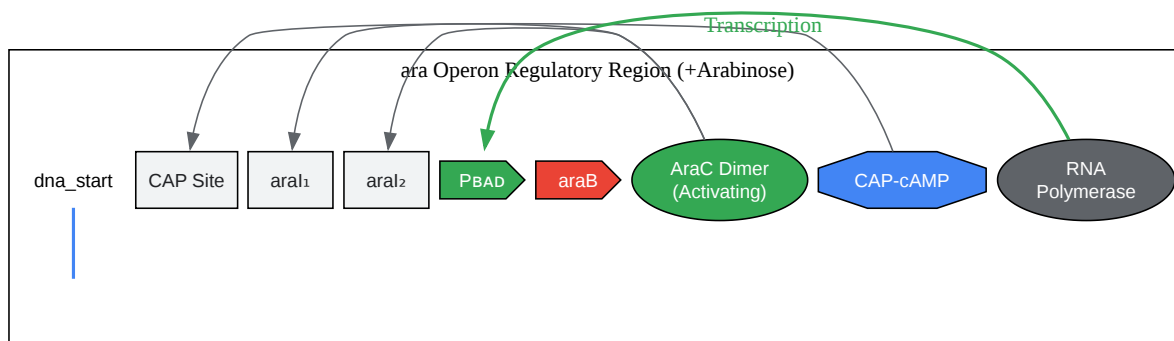 Transcription
ara Operon Regulatory Region (+Arabinose)
dna_start
CAP Site
araI₁
araI₂
Pʙᴀᴅ
araB
AraC Dimer
(Activating)
CAP-cAMP
RNA
Polymerase